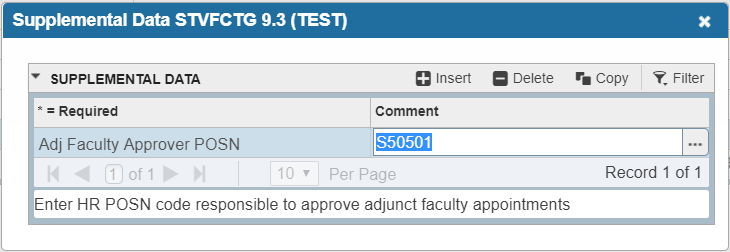 Supplemental Data STVFCTG 9.3 (TEST)
SUPPLEMENTAL DATA Insert Delete Copy Filter
* = Required Comment
Adj Faculty Approver POSN S50501 ...
1 of 1 10 Per Page Record 1 of 1
Enter HR POSN code responsible to approve adjunct faculty appointments